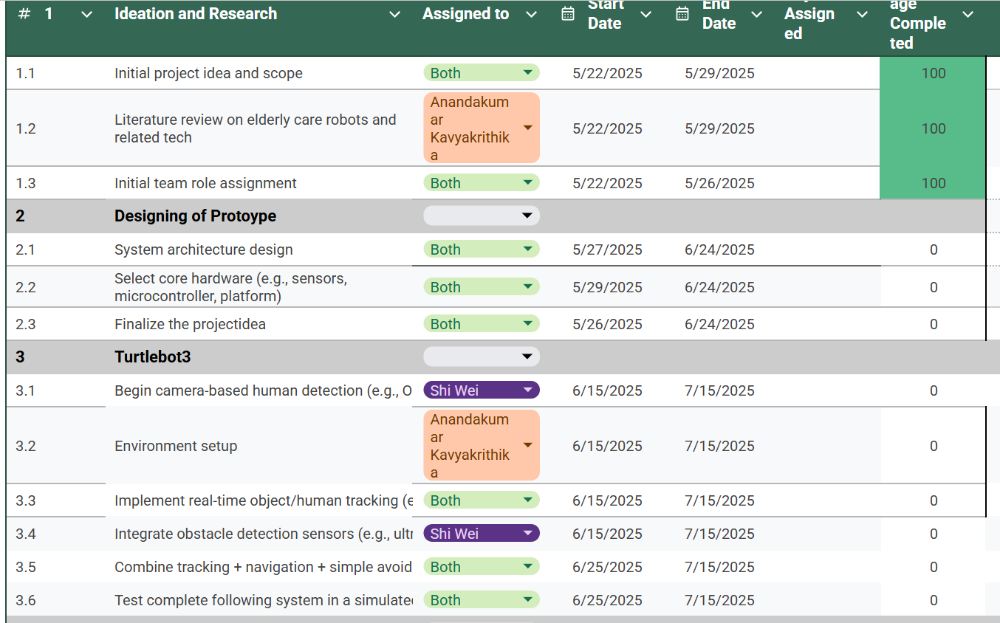 # 1 Ideation and Research Assigned to Start Date End Date Assigned age Completed
1.1 Initial project idea and scope Both 5/22/2025 5/29/2025 100
1.2 Literature review on elderly care robots and related tech Anandakumar Kavyakrithika 5/22/2025 5/29/2025 100
1.3 Initial team role assignment Both 5/22/2025 5/26/2025 100
2 Designing of Protoype
2.1 System architecture design Both 5/27/2025 6/24/2025 0
2.2 Select core hardware (e.g., sensors, microcontroller, platform) Both 5/29/2025 6/24/2025 0
2.3 Finalize the projectidea Both 5/26/2025 6/24/2025 0
3 Turtlebot3
3.1 Begin camera-based human detection (e.g., O Shi Wei 6/15/2025 7/15/2025 0
3.2 Environment setup Anandakumar Kavyakrithika 6/15/2025 7/15/2025 0
3.3 Implement real-time object/human tracking (e Both 6/15/2025 7/15/2025 0
3.4 Integrate obstacle detection sensors (e.g., ultr Shi Wei 6/15/2025 7/15/2025 0
3.5 Combine tracking + navigation + simple avoid Both 6/25/2025 7/15/2025 0
3.6 Test complete following system in a simulate Both 6/25/2025 7/15/2025 0